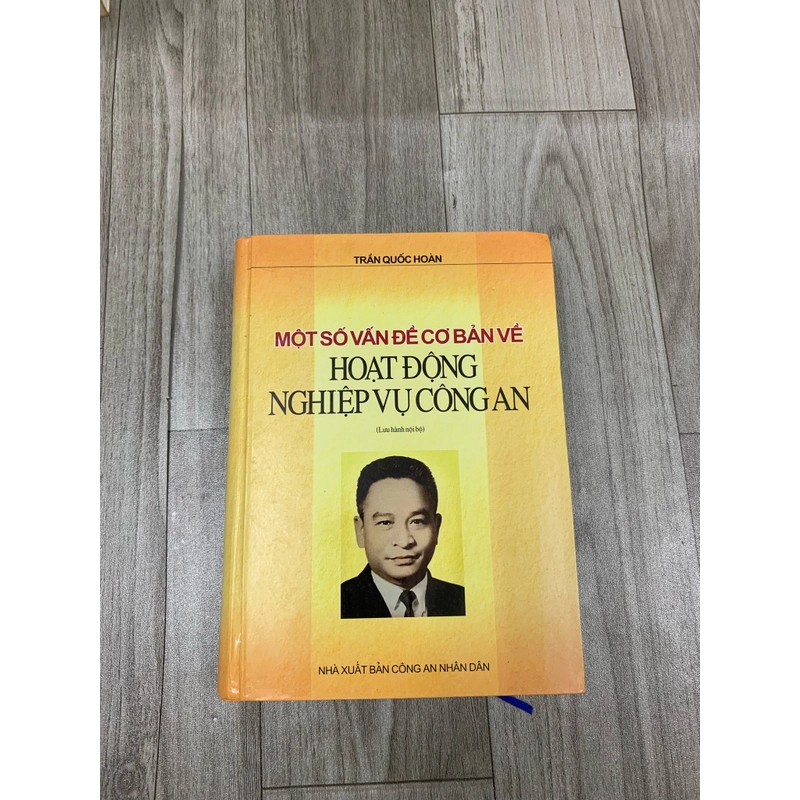 TRẦN QUỐC HOÀN
MỘT SỐ VẤN ĐỀ CƠ BẢN VỀ
HOẠT ĐỘNG
NGHIỆP VỤ CÔNG AN
(Lưu hành nội bộ)
NHÀ XUẤT BẢN CÔNG AN NHÂN DÂN